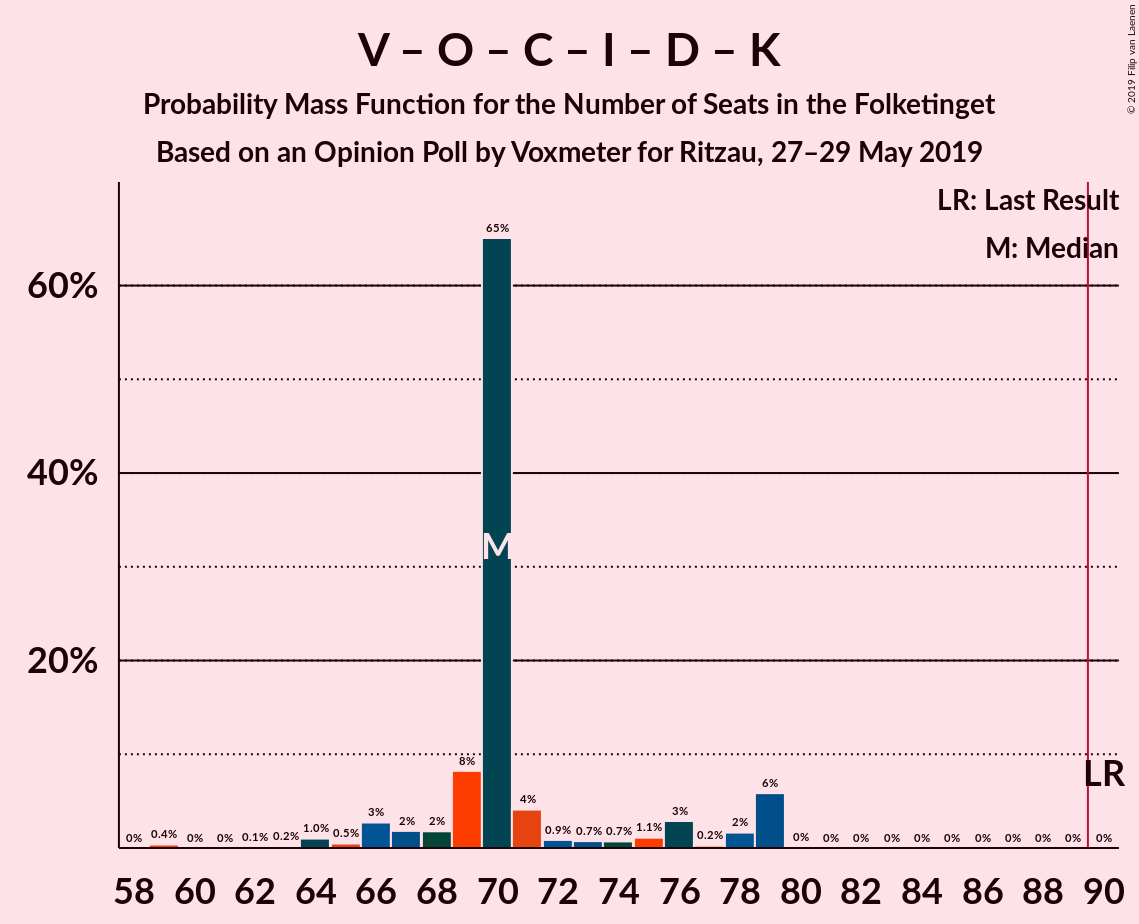 V – O – C – I – D – K
Probability Mass Function for the Number of Seats in the Folketinget
Based on an Opinion Poll by Voxmeter for Ritzau, 27–29 May 2019
© 2019 Filip van Laenen
LR: Last Result
M: Median
60%
40%
20%
0% 0.4% 0% 0% 0.1% 0.2% 1.0% 0.5% 3% 2% 2% 8% 65% 4% 0.9% 0.7% 0.7% 1.1% 3% 0.2% 2% 6% 0% 0% 0% 0% 0% 0% 0% 0% 0% 0% 0%
M
LR
58 60 62 64 66 68 70 72 74 76 78 80 82 84 86 88 90